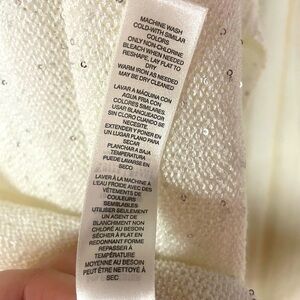 MACHINE WASH
COLD-WITH SIMILAR
COLORS
ONLY NON-CHLORINE
BLEACH WHEN NEEDED
RESHAPE, LAY FLAT TO
DRY
WARM IRON AS NEEDED
MAY BE DRY CLEANED
LAVAR A MÁQUINA CON
AGUA FRIA CON
COLORES SIMILARES.
USAR BLANQUEADOR
SIN CLORO CUANDO SE
NECESITE.
EXTENDER Y PONER EN
UN LUGAR PLANO PARA
SECAR
PLANCHAR A BAJA
TEMPERATURA
PUEDE LAVARSE EN
SECO
LAVER À LA MACHINE À
L'EAU FROIDE AVEC DES
VÊTEMENTS DE
COULEURS
SEMBLABLES
UTILISER SEULEMENT
UN AGENT DE
BLANCHIMENT NON
CHLORÉ AU BESOIN
SÉCHER À PLAT EN
REDONNANT FORME
REPASSER À
TEMPÉRATURE
MOYENNE AU BESOIN
PEUT ÊTRE NETTOYÉ À
SEC